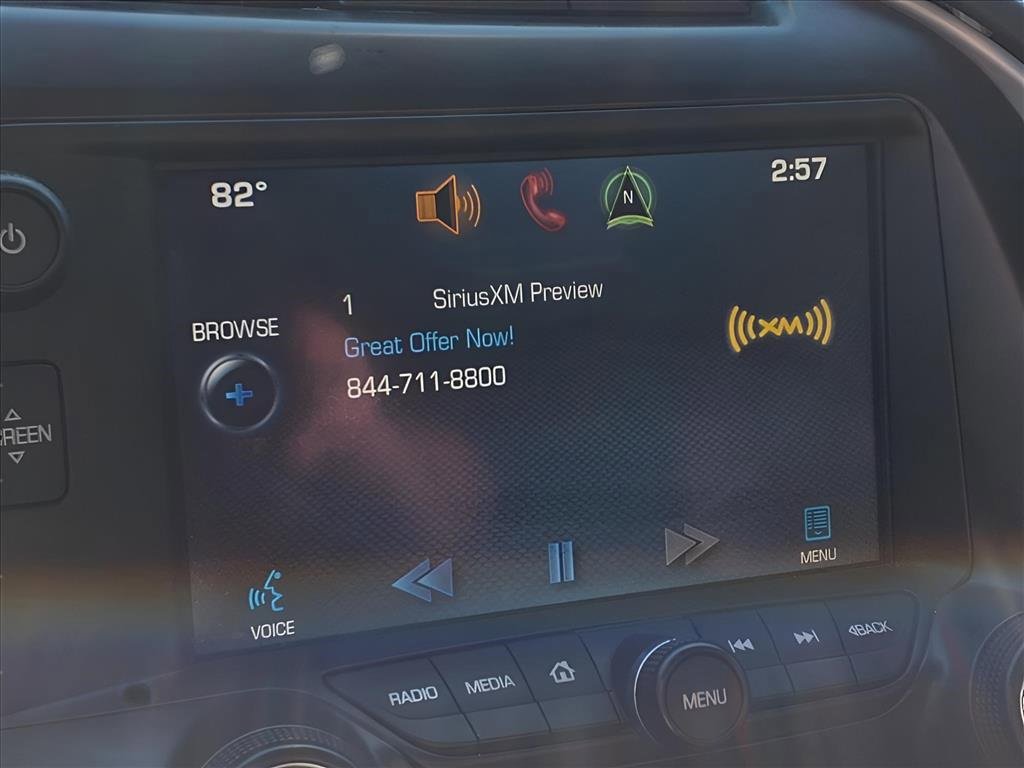 82°
N
2:57
1 SiriusXM Preview
BROWSE
Great Offer Now!
844-711-8800
XM
REEN
MENU
VOICE
RADIO
MEDIA
MENU
BACK